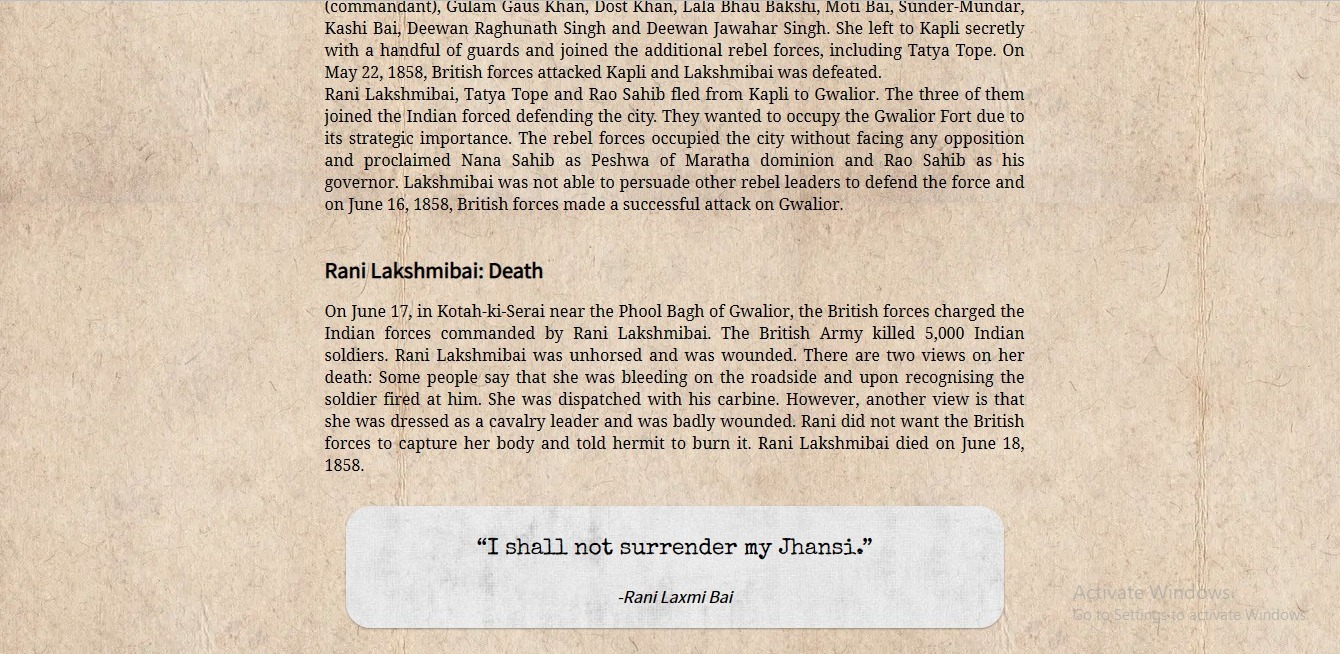 (commandant), Gulam Gaus Khan, Dost Khan, Lala Bhau Bakshi, Moti Bai, Sunder-Mundar,
Kashi Bai, Deewan Raghunath Singh and Deewan Jawahar Singh. She left to Kapli secretly
with a handful of guards and joined the additional rebel forces, including Tatya Tope. On
May 22, 1858, British forces attacked Kapli and Lakshmibai was defeated.
Rani Lakshmibai, Tatya Tope and Rao Sahib fled from Kapli to Gwalior. The three of them
joined the Indian forced defending the city. They wanted to occupy the Gwalior Fort due to
its strategic importance. The rebel forces occupied the city without facing any opposition
and proclaimed Nana Sahib as Peshwa of Maratha dominion and Rao Sahib as his
governor. Lakshmibai was not able to persuade other rebel leaders to defend the force and
on June 16, 1858, British forces made a successful attack on Gwalior.
Rani Lakshmibai: Death
On June 17, in Kotah-ki-Serai near the Phool Bagh of Gwalior, the British forces charged the
Indian forces commanded by Rani Lakshmibai. The British Army killed 5,000 Indian
soldiers. Rani Lakshmibai was unhorsed and was wounded. There are two views on her
death: Some people say that she was bleeding on the roadside and upon recognising the
soldier fired at him. She was dispatched with his carbine. However, another view is that
she was dressed as a cavalry leader and was badly wounded. Rani did not want the British
forces to capture her body and told hermit to burn it. Rani Lakshmibai died on June 18,
1858.
“I shall not surrender my Jhansi.”
-Rani Laxmi Bai
Activate Windows
Go to Settings to activate Windows.